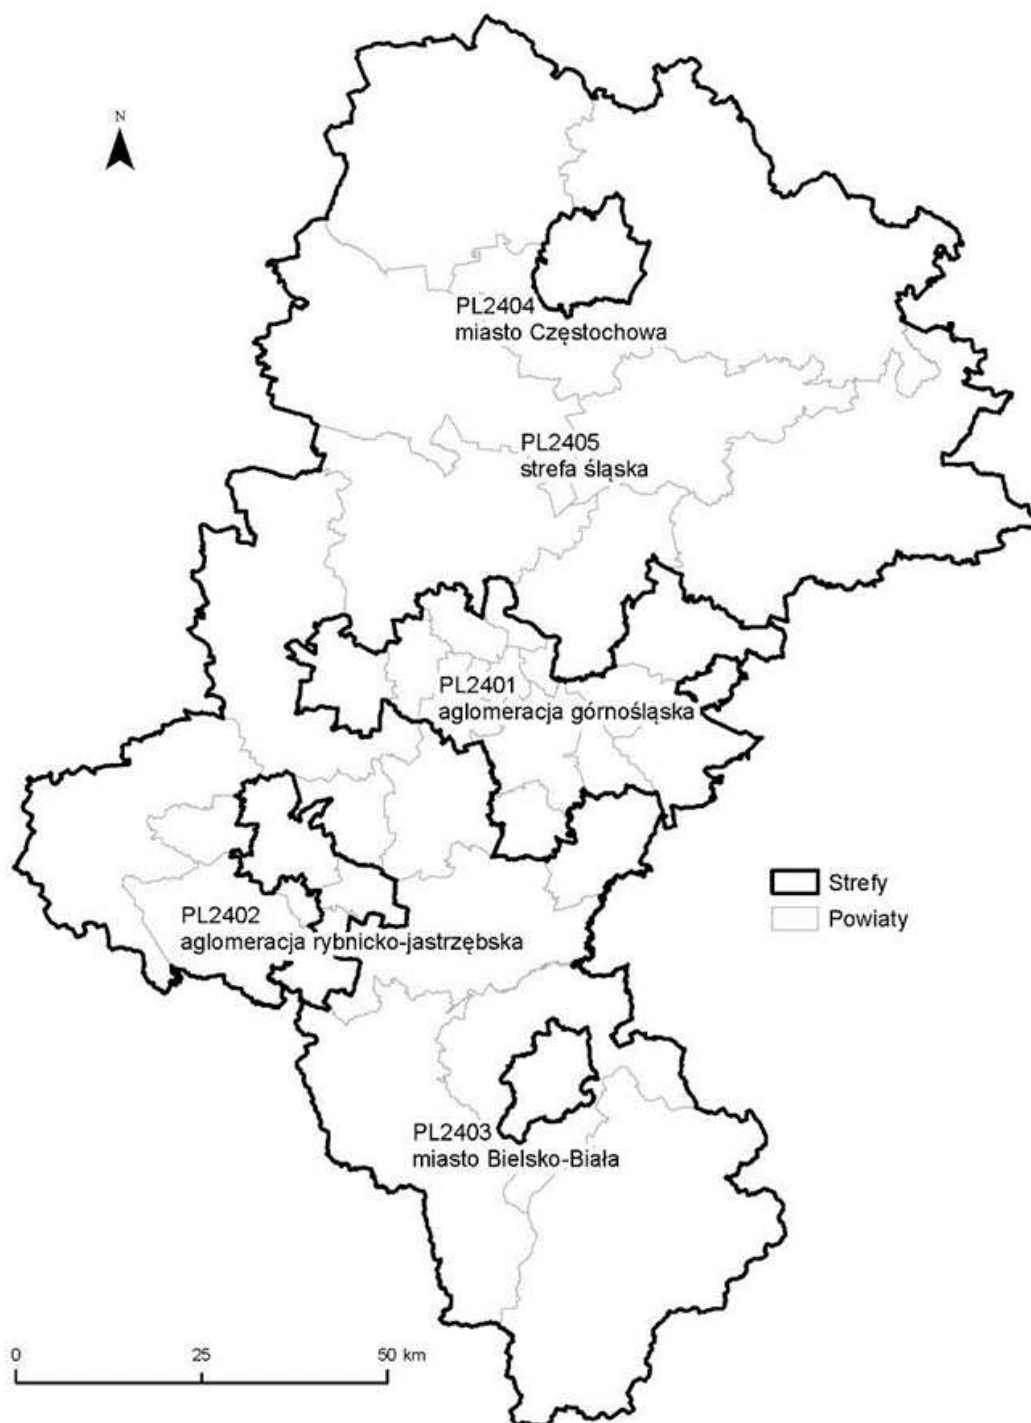 N
PL2404
miasto Częstochowa
PL2405
strefa śląska
PL2401
aglomeracja górnośląska
Strefy
Powiaty
PL2402
aglomeracja rybnicko-jastrzębska
PL2403
miasto Bielsko-Biała
0 25 50 km